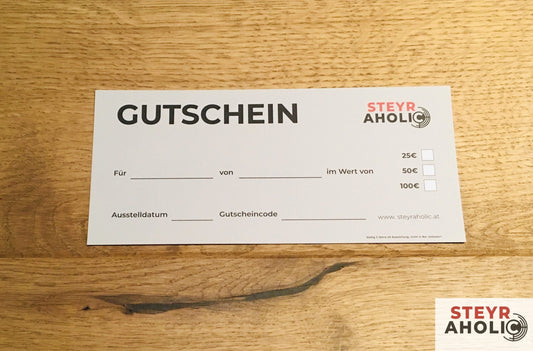 GUTSCHEIN
STEYR
AHOLIC
25€
Für von im Wert von 50€
100€
Ausstelldatum Gutscheincode www.steyraholic.at
STEYR
AHOLIC